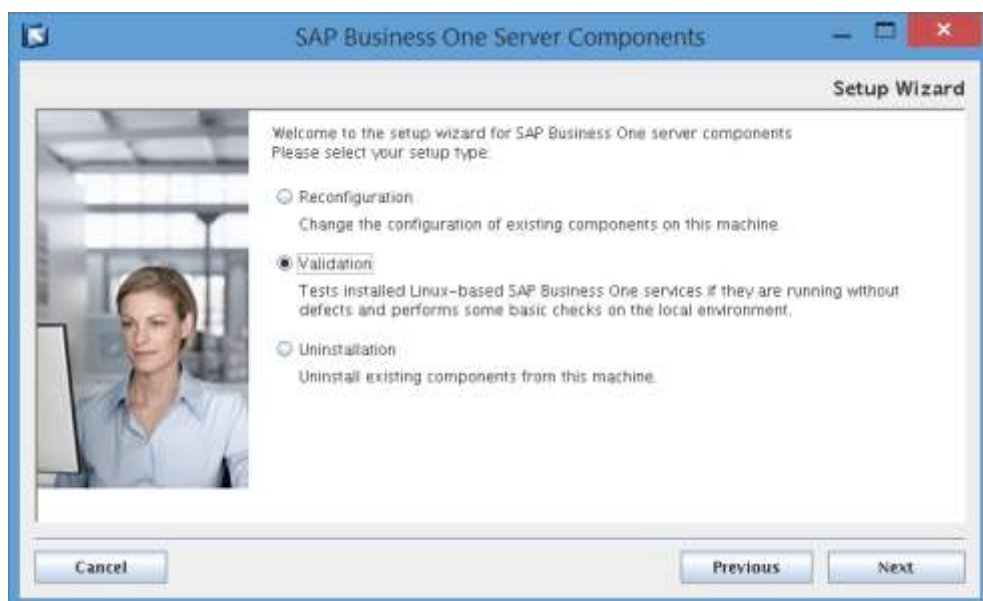 SAP Business One Server Components
Setup Wizard
Welcome to the setup wizard for SAP Business One server components
Please select your setup type:
Reconfiguration
Change the configuration of existing components on this machine.
Validation
Tests installed Linux-based SAP Business One services if they are running without
defects and performs some basic checks on the local environment.
Uninstallation
Uninstall existing components from this machine.
Cancel
Previous
Next